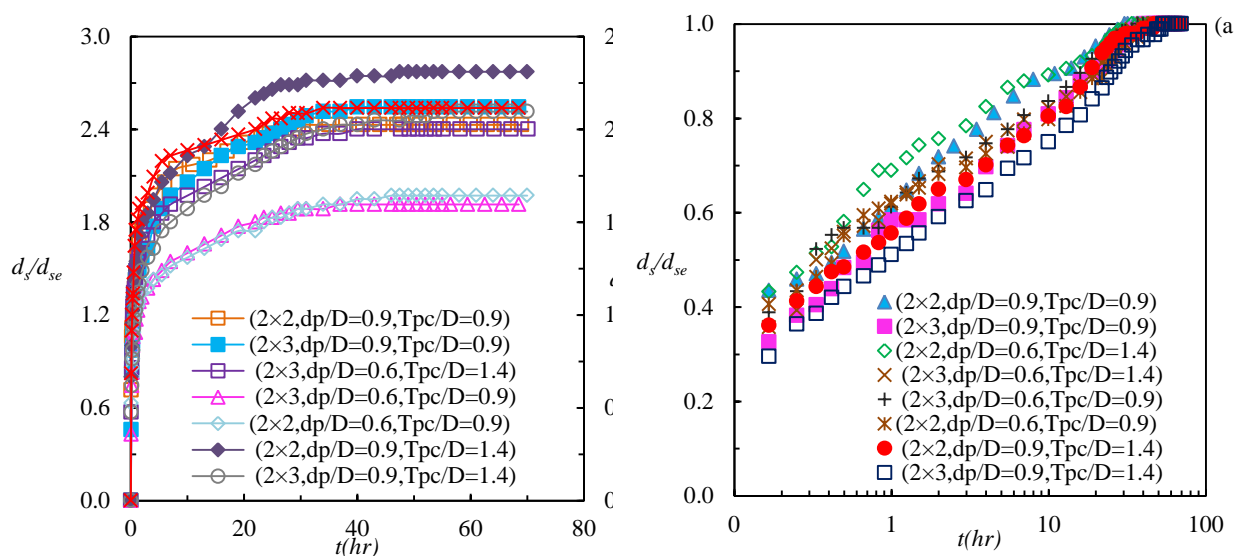 3.0
2.4
1.8
1.2
0.6
0.0
ds/dse
0
20
40
60
80
t(hr)
(2×2,dp/D=0.9,Tpc/D=0.9)
(2×3,dp/D=0.9,Tpc/D=0.9)
(2×3,dp/D=0.6,Tpc/D=1.4)
(2×3,dp/D=0.6,Tpc/D=0.9)
(2×2,dp/D=0.6,Tpc/D=0.9)
(2×2,dp/D=0.9,Tpc/D=1.4)
(2×3,dp/D=0.9,Tpc/D=1.4)
2
2
1
1
0
0
(a
1.0
0.8
0.6
0.4
0.2
0.0
ds/dse
0
1
10
100
t(hr)
(2×2,dp/D=0.9,Tpc/D=0.9)
(2×3,dp/D=0.9,Tpc/D=0.9)
(2×2,dp/D=0.6,Tpc/D=1.4)
(2×3,dp/D=0.6,Tpc/D=1.4)
(2×3,dp/D=0.6,Tpc/D=0.9)
(2×2,dp/D=0.6,Tpc/D=0.9)
(2×2,dp/D=0.9,Tpc/D=1.4)
(2×3,dp/D=0.9,Tpc/D=1.4)